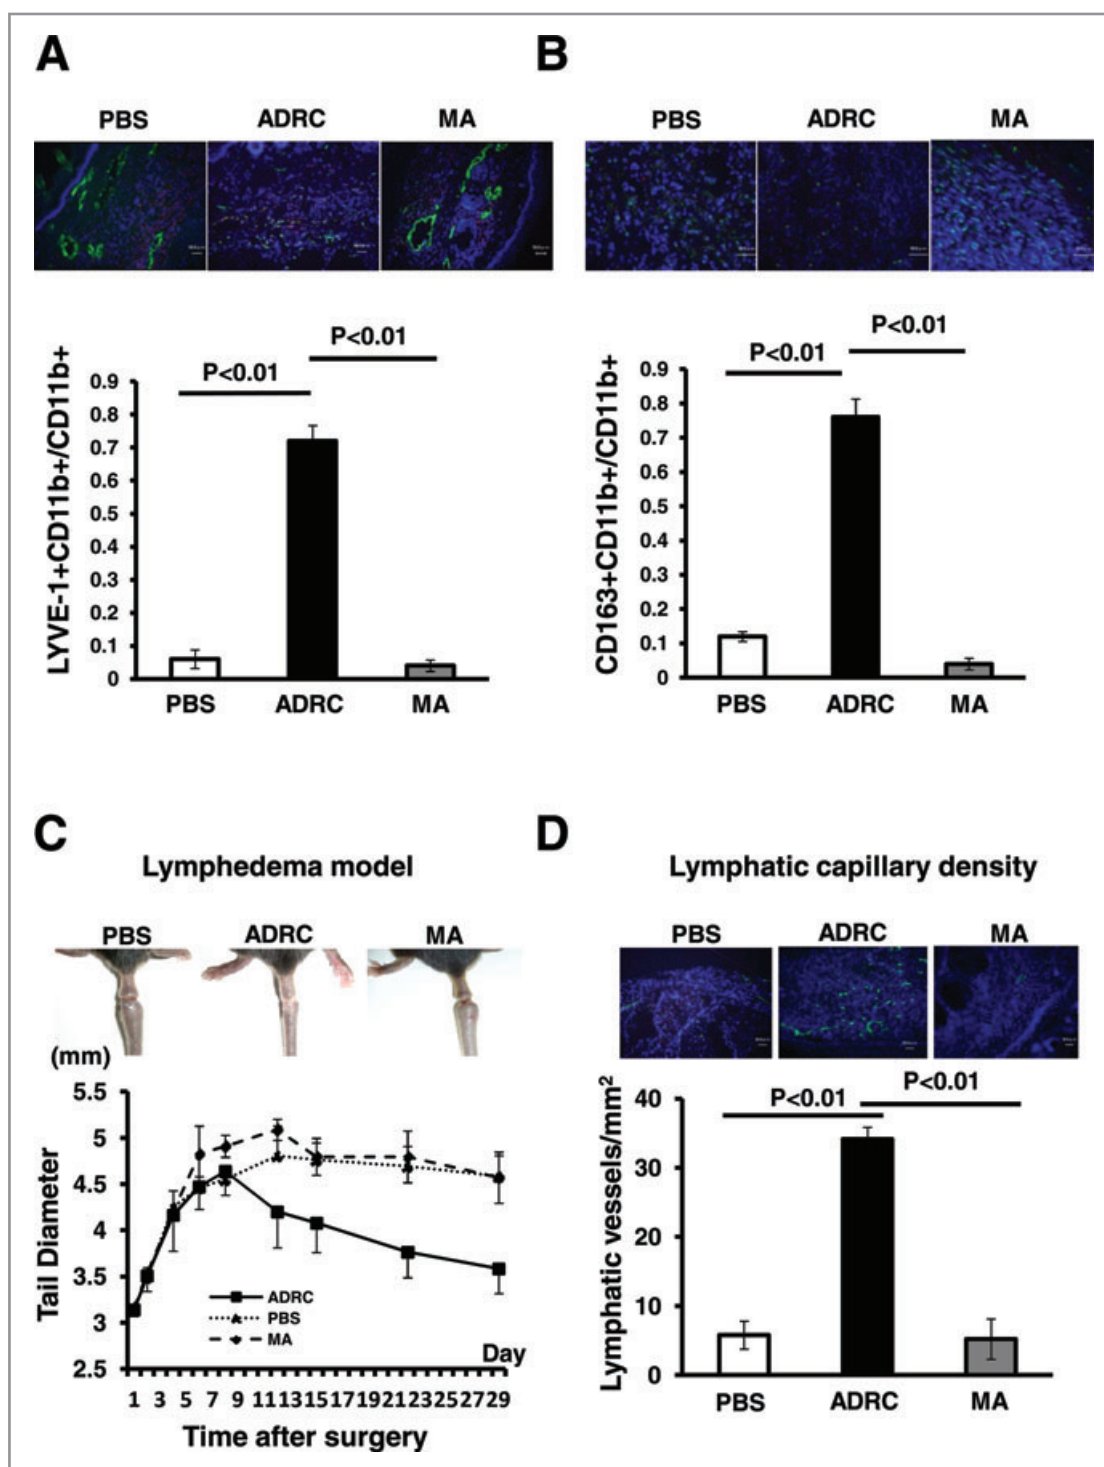 A
PBS ADRC MA
LYVE-1+CD11b+/CD11b+
P<0.01
P<0.01
0.9
0.8
0.7
0.6
0.5
0.4
0.3
0.2
0.1
0
PBS ADRC MA
B
PBS ADRC MA
CD163+CD11b+/CD11b+
P<0.01
P<0.01
0.9
0.8
0.7
0.6
0.5
0.4
0.3
0.2
0.1
0
PBS ADRC MA
C
Lymphedema model
PBS ADRC MA
(mm)
Tail Diameter
5.5
5
4.5
4
3.5
3
2.5
ADRC
PBS
MA
Day
1 3 5 7 9 11 13 15 17 19 21 23 25 27 29
Time after surgery
D
Lymphatic capillary density
PBS ADRC MA
Lymphatic vessels/mm²
P<0.01
P<0.01
40
30
20
10
0
PBS ADRC MA